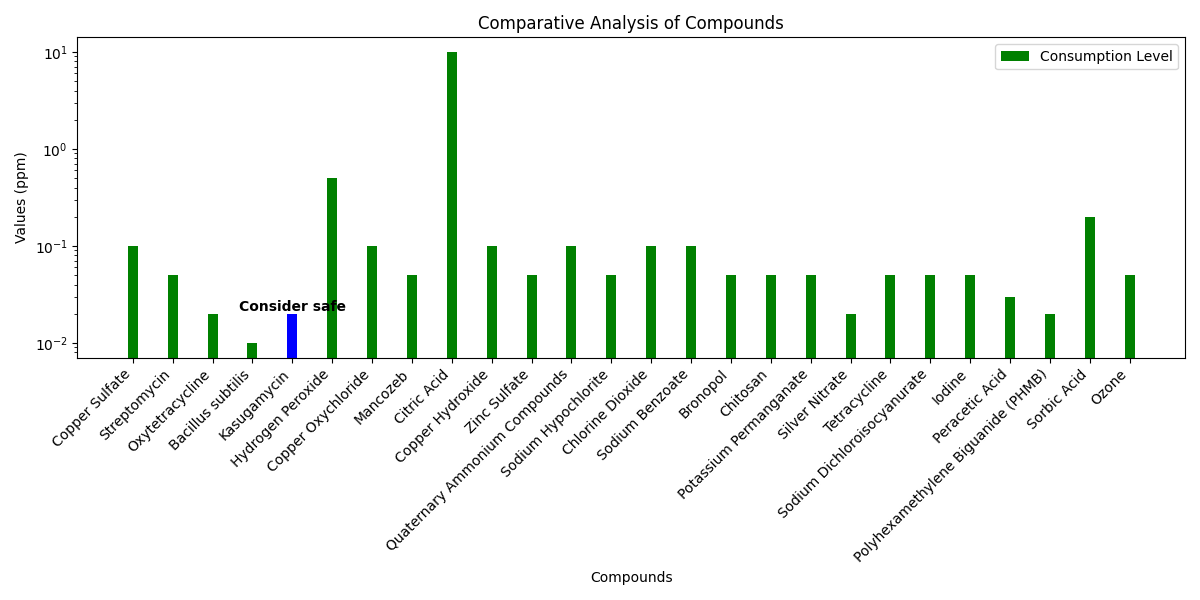 Comparative Analysis of Compounds
Consumption Level
Values (ppm)
10¹
10⁰
10⁻¹
10⁻²
Consider safe
Copper Sulfate
Streptomycin
Oxytetracycline
Bacillus subtilis
Kasugamycin
Hydrogen Peroxide
Copper Oxychloride
Mancozeb
Citric Acid
Copper Hydroxide
Zinc Sulfate
Quaternary Ammonium Compounds
Sodium Hypochlorite
Chlorine Dioxide
Sodium Benzoate
Bronopol
Chitosan
Potassium Permanganate
Silver Nitrate
Tetracycline
Sodium Dichloroisocyanurate
Iodine
Peracetic Acid
Polyhexamethylene Biguanide (PHMB)
Sorbic Acid
Ozone
Compounds